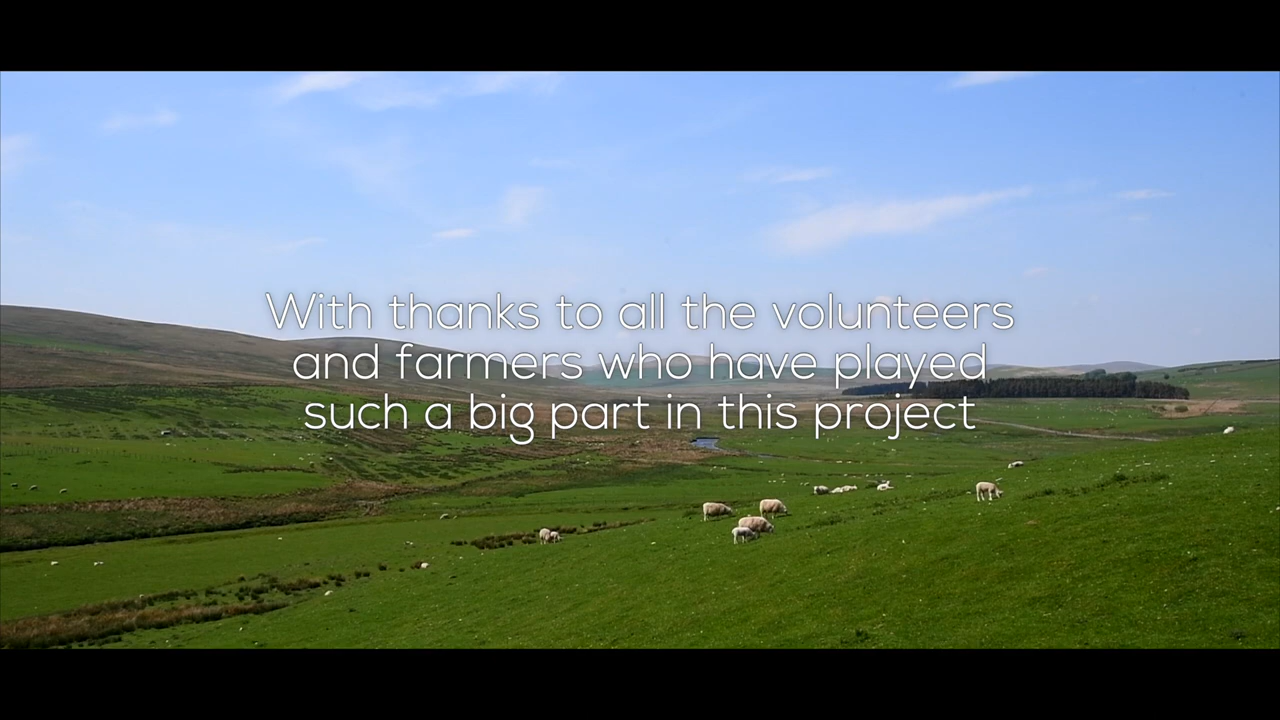 With thanks to all the volunteers
and farmers who have played
such a big part in this project